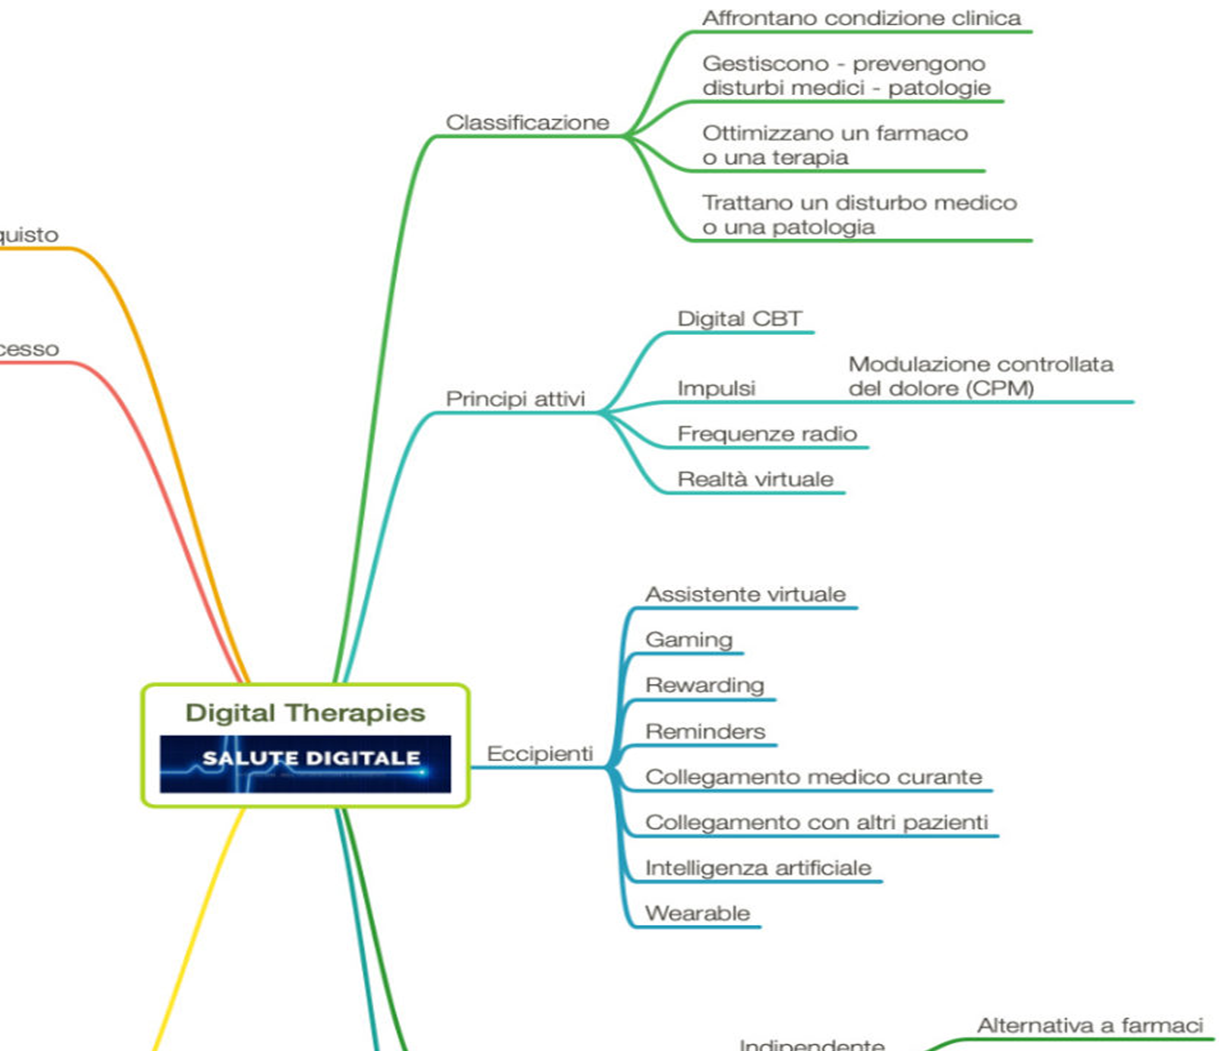 Affrontano condizione clinica
Gestiscono - prevengono
disturbi medici - patologie
Classificazione
Ottimizzano un farmaco
o una terapia
Trattano un disturbo medico
o una patologia
quisto
Digital CBT
cesso
Modulazione controllata
del dolore (CPM)
Impulsi
Principi attivi
Frequenze radio
Realtà virtuale
Assistente virtuale
Gaming
Rewarding
Digital Therapies
SALUTE DIGITALE
Reminders
Eccipienti
Collegamento medico curante
Collegamento con altri pazienti
Intelligenza artificiale
Wearable
Alternativa a farmaci
Indipendente